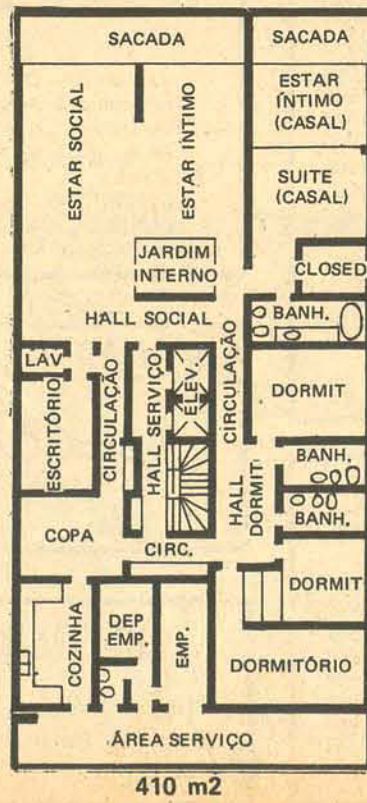 SACADA
SACADA
ESTAR SOCIAL
ESTAR ÍNTIMO
ESTAR
ÍNTIMO
(CASAL)
SUITE
(CASAL)
JARDIM
INTERNO
CLOSED
HALL SOCIAL
BANH.
LAV
ESCRITÓRIO
CIRCULAÇÃO
HALL SERVIÇO
ELEV.
CIRCULAÇÃO
DORMIT
BANH.
BANH.
HALL
DORMIT
COPA
CIRC.
DORMIT
COZINHA
DEP
EMP.
EMP.
DORMITÓRIO
ÁREA SERVIÇO
410 m2